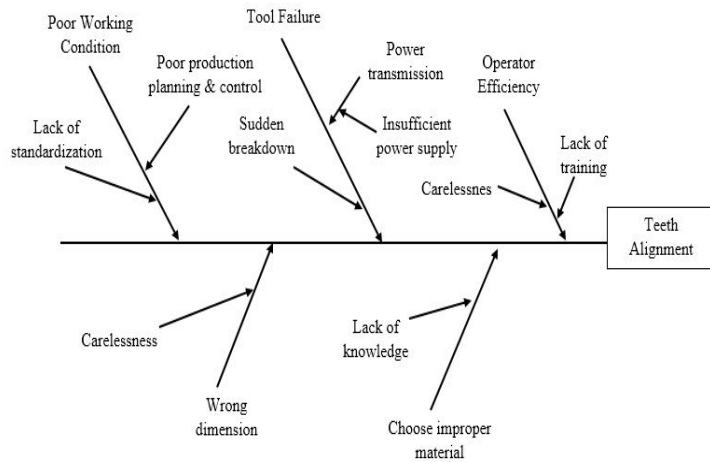 Poor Working
Condition
Tool Failure
Poor production
planning & control
Power
transmission
Operator
Efficiency
Lack of
standardization
Sudden
breakdown
Insufficient
power supply
Lack of
training
Carelessnes
Teeth
Alignment
Carelessness
Lack of
knowledge
Wrong
dimension
Choose improper
material